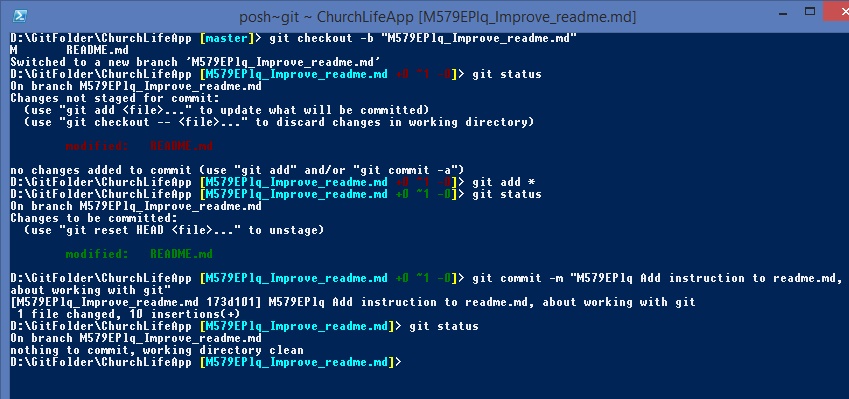 posh~git ~ ChurchLifeApp [M579EPlq_Improve_readme.md]
D:\GitFolder\ChurchLifeApp [master]> git checkout -b "M579EPlq_Improve_readme.md"
M       README.md
Switched to a new branch 'M579EPlq_Improve_readme.md'
D:\GitFolder\ChurchLifeApp [M579EPlq_Improve_readme.md +0 ~1 -0]> git status
On branch M579EPlq_Improve_readme.md
Changes not staged for commit:
  (use "git add <file>..." to update what will be committed)
  (use "git checkout -- <file>..." to discard changes in working directory)
        modified:   README.md
no changes added to commit (use "git add" and/or "git commit -a")
D:\GitFolder\ChurchLifeApp [M579EPlq_Improve_readme.md +0 ~1 -0]> git add *
D:\GitFolder\ChurchLifeApp [M579EPlq_Improve_readme.md +0 ~1 -0]> git status
On branch M579EPlq_Improve_readme.md
Changes to be committed:
  (use "git reset HEAD <file>..." to unstage)
        modified:   README.md
D:\GitFolder\ChurchLifeApp [M579EPlq_Improve_readme.md +0 ~1 -0]> git commit -m "M579EPlq Add instruction to readme.md,
about working with git"
[M579EPlq_Improve_readme.md 173d101] M579EPlq Add instruction to readme.md, about working with git
 1 file changed, 10 insertions(+)
D:\GitFolder\ChurchLifeApp [M579EPlq_Improve_readme.md]> git status
On branch M579EPlq_Improve_readme.md
nothing to commit, working directory clean
D:\GitFolder\ChurchLifeApp [M579EPlq_Improve_readme.md]>